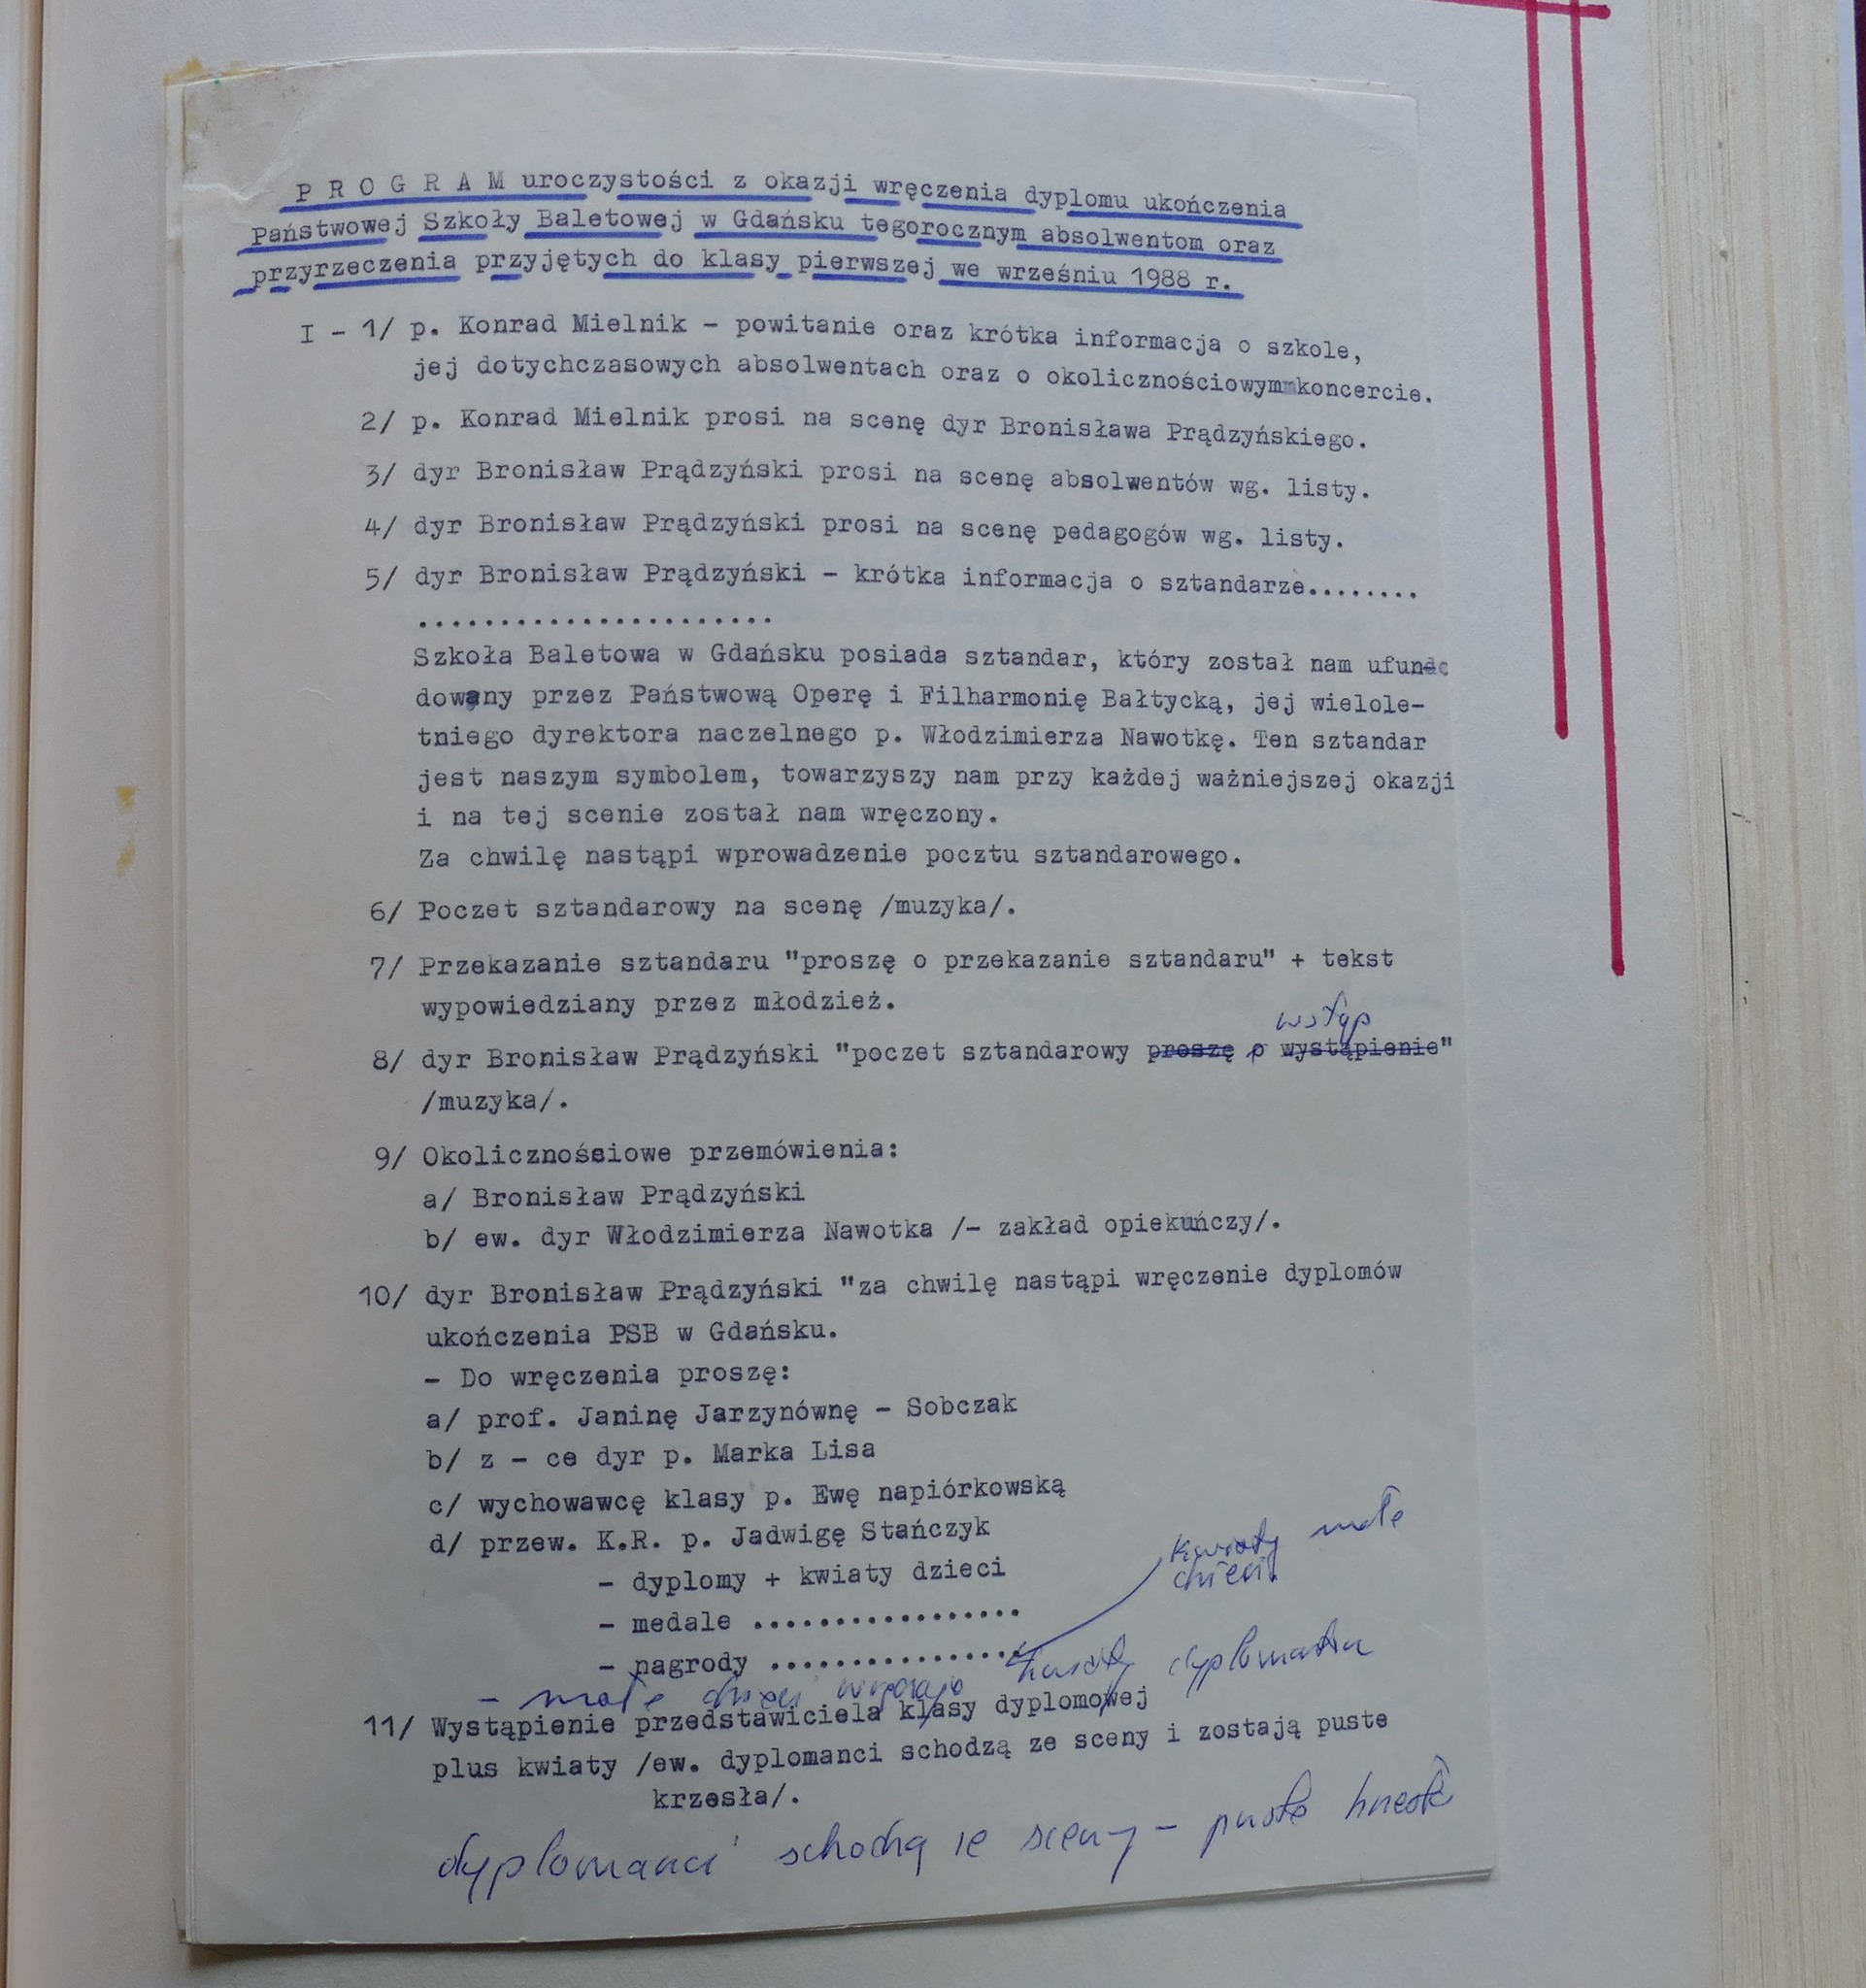 P R O G R A M uroczystości z okazji wręczenia dyplomu ukończenia
Państwowej Szkoły Baletowej w Gdańsku tegorocznym absolwentom oraz
przyrzeczenia przyjętych do klasy pierwszej we wrześniu 1988 r.
I - 1/ p. Konrad Mielnik - powitanie oraz krótka informacja o szkole,
jej dotychczasowych absolwentach oraz o okolicznościowym koncercie.
2/ p. Konrad Mielnik prosi na scenę dyr Bronisława Prądzyńskiego.
3/ dyr Bronisław Prądzyński prosi na scenę absolwentów wg. listy.
4/ dyr Bronisław Prądzyński prosi na scenę pedagogów wg. listy.
5/ dyr Bronisław Prądzyński - krótka informacja o sztandarze........
......................
Szkoła Baletowa w Gdańsku posiada sztandar, który został nam ufun
dowany przez Państwową Operę i Filharmonię Bałtycką, jej wielole-
tniego dyrektora naczelnego p. Włodzimierza Nawotkę. Ten sztandar
jest naszym symbolem, towarzyszy nam przy każdej ważniejszej okazji
i na tej scenie został nam wręczony.
Za chwilę nastąpi wprowadzenie pocztu sztandarowego.
6/ Poczet sztandarowy na scenę /muzyka/.
7/ Przekazanie sztandaru "proszę o przekazanie sztandaru" + tekst
wypowiedziany przez młodzież.
wstąp
8/ dyr Bronisław Prądzyński "poczet sztandarowy proszę o wystąpienie"
/muzyka/.
9/ Okolicznośsiowe przemówienia:
a/ Bronisław Prądzyński
b/ ew. dyr Włodzimierza Nawotka /- zakład opiekuńczy/.
10/ dyr Bronisław Prądzyński "za chwilę nastąpi wręczenie dyplomów
ukończenia PSB w Gdańsku.
- Do wręczenia proszę:
a/ prof. Janinę Jarzynównę - Sobczak
b/ z - ce dyr p. Marka Lisa
c/ wychowawcę klasy p. Ewę napiórkowską
d/ przew. K.R. p. Jadwigę Stańczyk
kwiaty małe
dzieci
- dyplomy + kwiaty dzieci
- medale .................
- nagrody ................
- małe dzieci kwiaty
11/ Wystąpienie przedstawiciela klasy dyplomowej
plus kwiaty /ew. dyplomanci schodzą ze sceny i zostają puste
krzesła/.
dyplomanci schodzą ze sceny - puste krzesła